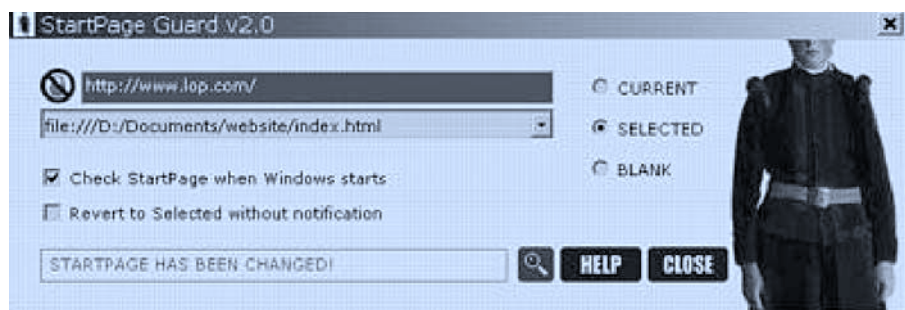 StartPage Guard v2.0
http://www.lop.com/
CURRENT
file:///D:/Documents/website/index.html
SELECTED
BLANK
Check StartPage when Windows starts
Revert to Selected without notification
STARTPAGE HAS BEEN CHANGED!
HELP
CLOSE